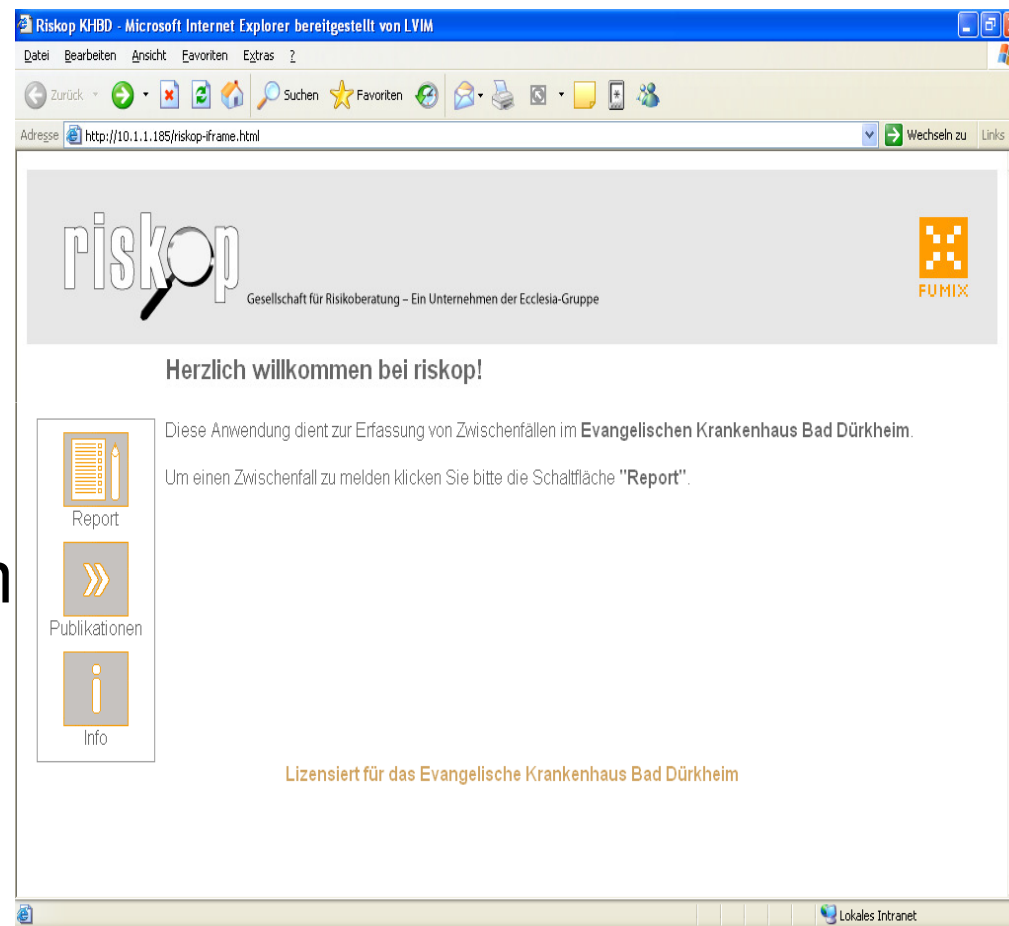 Riskop KHBD - Microsoft Internet Explorer bereitgestellt von LVIM
Datei Bearbeiten Ansicht Favoriten Extras ?
Zurück Suchen Favoriten
Adresse http://10.1.1.185/riskop-iframe.html Wechseln zu Links
riskop
Gesellschaft für Risikoberatung – Ein Unternehmen der Ecclesia-Gruppe
FUMIX
Herzlich willkommen bei riskop!
Diese Anwendung dient zur Erfassung von Zwischenfällen im Evangelischen Krankenhaus Bad Dürkheim.
Um einen Zwischenfall zu melden klicken Sie bitte die Schaltfläche "Report".
Report
Publikationen
Info
Lizensiert für das Evangelische Krankenhaus Bad Dürkheim
Lokales Intranet